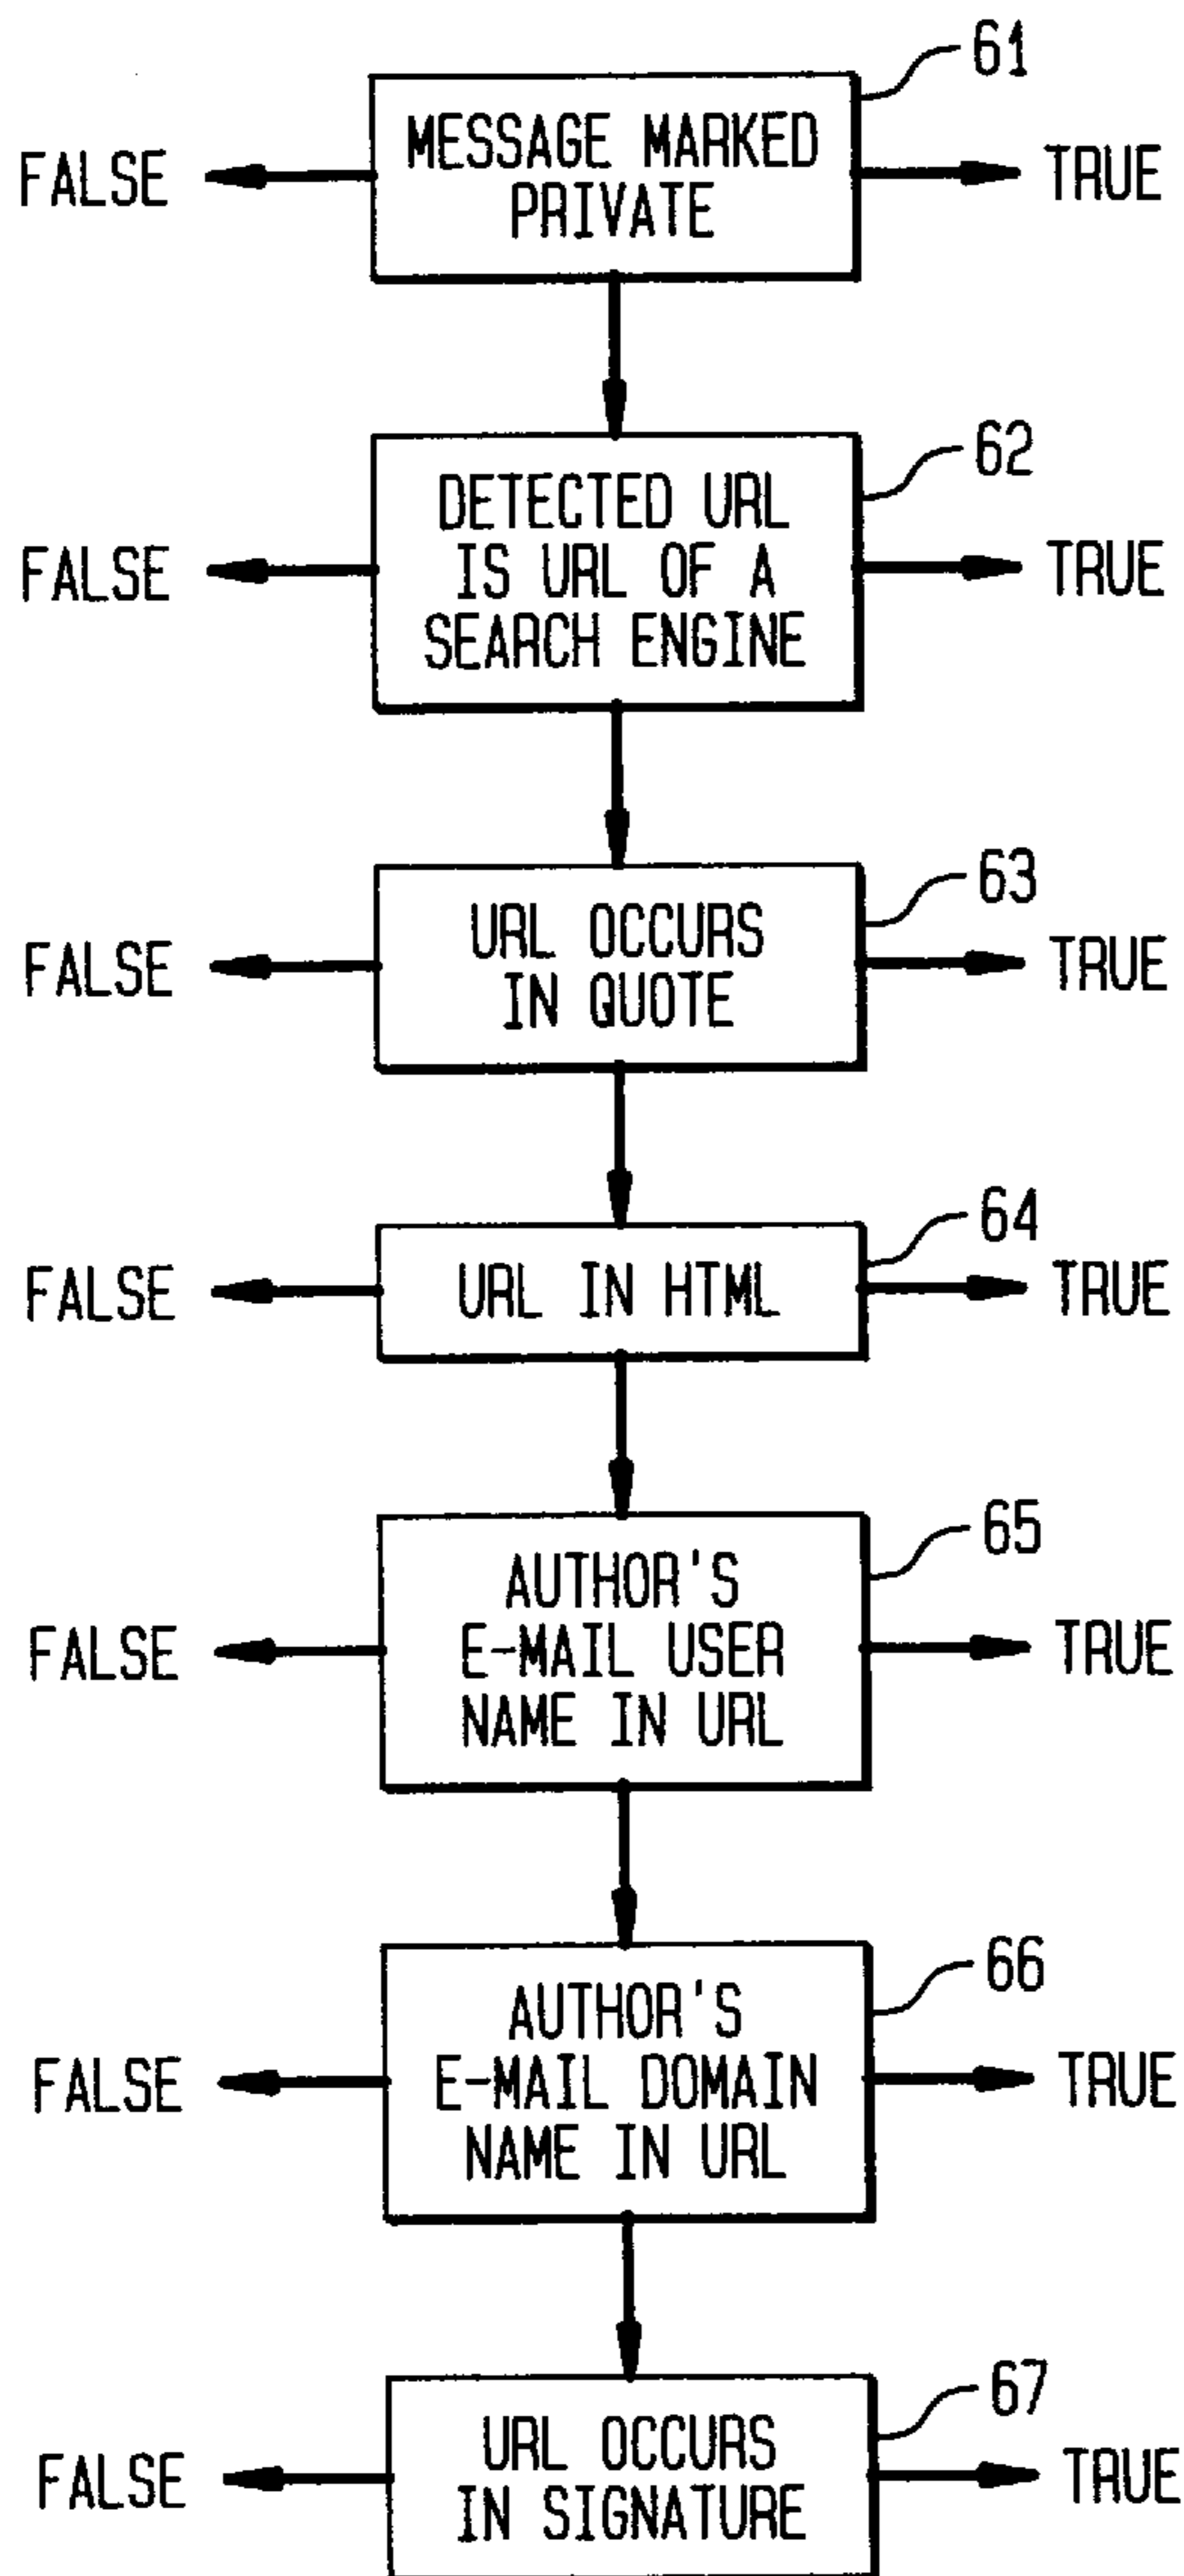 61
MESSAGE MARKED
PRIVATE
FALSE
TRUE
62
DETECTED URL
IS URL OF A
SEARCH ENGINE
FALSE
TRUE
63
URL OCCURS
IN QUOTE
FALSE
TRUE
64
URL IN HTML
FALSE
TRUE
65
AUTHOR'S
E-MAIL USER
NAME IN URL
FALSE
TRUE
66
AUTHOR'S
E-MAIL DOMAIN
NAME IN URL
FALSE
TRUE
67
URL OCCURS
IN SIGNATURE
FALSE
TRUE